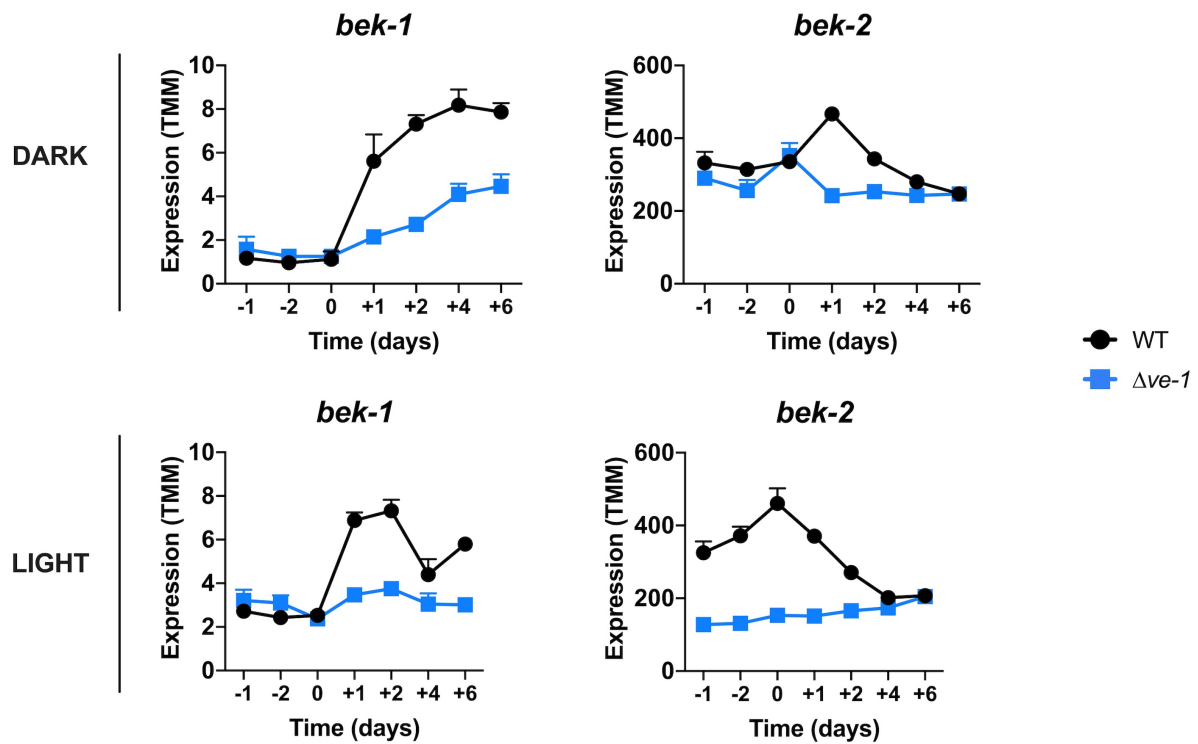 bek-1
bek-2
DARK
Expression (TMM)
10
8
6
4
2
0
-1 -2 0 +1 +2 +4 +6
Time (days)
Expression (TMM)
600
400
200
0
-1 -2 0 +1 +2 +4 +6
Time (days)
WT
Δve-1
bek-1
bek-2
LIGHT
Expression (TMM)
10
8
6
4
2
0
-1 -2 0 +1 +2 +4 +6
Time (days)
Expression (TMM)
600
400
200
0
-1 -2 0 +1 +2 +4 +6
Time (days)